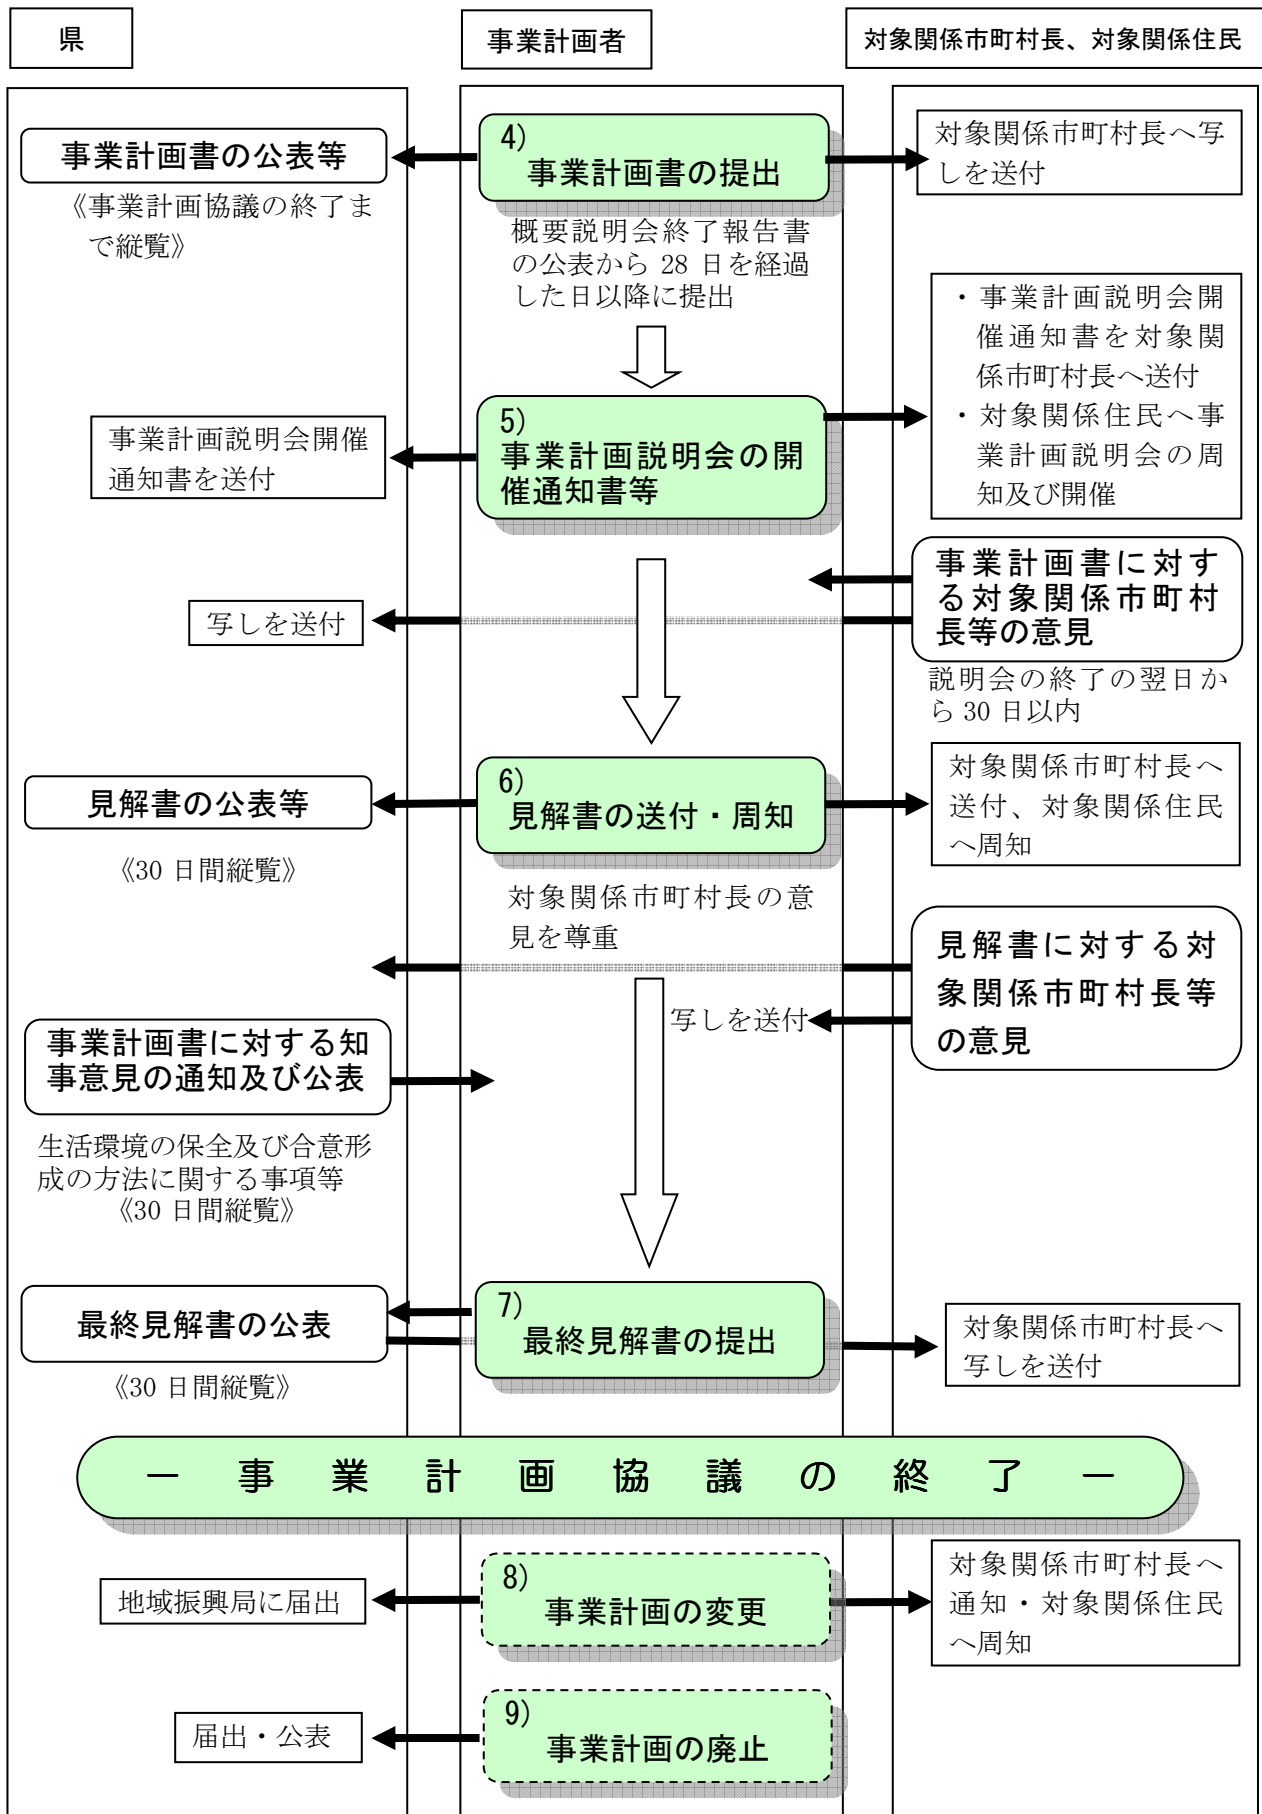 県
事業計画者
対象関係市町村長、対象関係住民
事業計画書の公表等
《事業計画協議の終了ま
で縦覧》
4)
事業計画書の提出
概要説明会終了報告書
の公表から 28 日を経過
した日以降に提出
対象関係市町村長へ写
しを送付
事業計画説明会開催
通知書を送付
5)
事業計画説明会の開
催通知書等
・事業計画説明会開
催通知書を対象関
係市町村長へ送付
・対象関係住民へ事
業計画説明会の周
知及び開催
事業計画書に対す
る対象関係市町村
長等の意見
写しを送付
説明会の終了の翌日か
ら 30 日以内
見解書の公表等
《30 日間縦覧》
6)
見解書の送付・周知
対象関係市町村長の意
見を尊重
対象関係市町村長へ
送付、対象関係住民
へ周知
見解書に対する対
象関係市町村長等
の意見
写しを送付
事業計画書に対する知
事意見の通知及び公表
生活環境の保全及び合意形
成の方法に関する事項等
《30 日間縦覧》
最終見解書の公表
《30 日間縦覧》
7)
最終見解書の提出
対象関係市町村長へ
写しを送付
― 事 業 計 画 協 議 の 終 了 ―
地域振興局に届出
8)
事業計画の変更
対象関係市町村長へ
通知・対象関係住民
へ周知
届出・公表
9)
事業計画の廃止